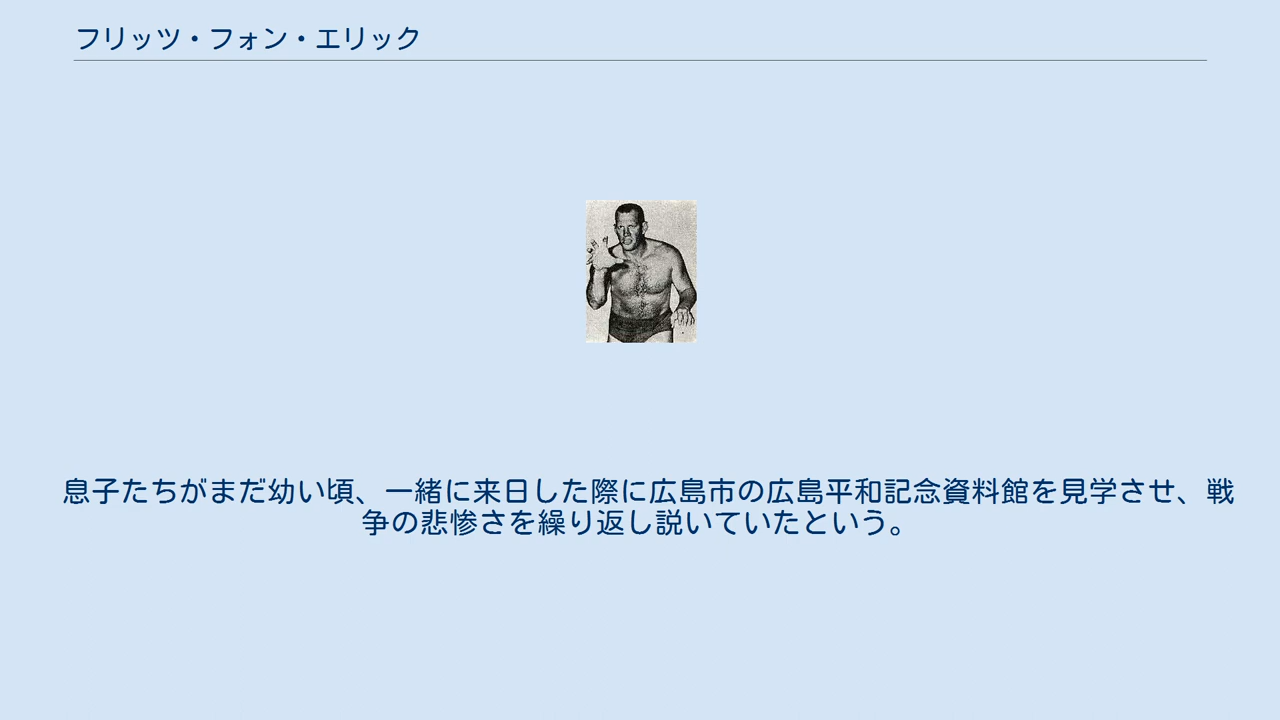 フリッツ・フォン・エリック
息子たちがまだ幼い頃、一緒に来日した際に広島市の広島平和記念資料館を見学させ、戦
争の悲惨さを繰り返し説いていたという。